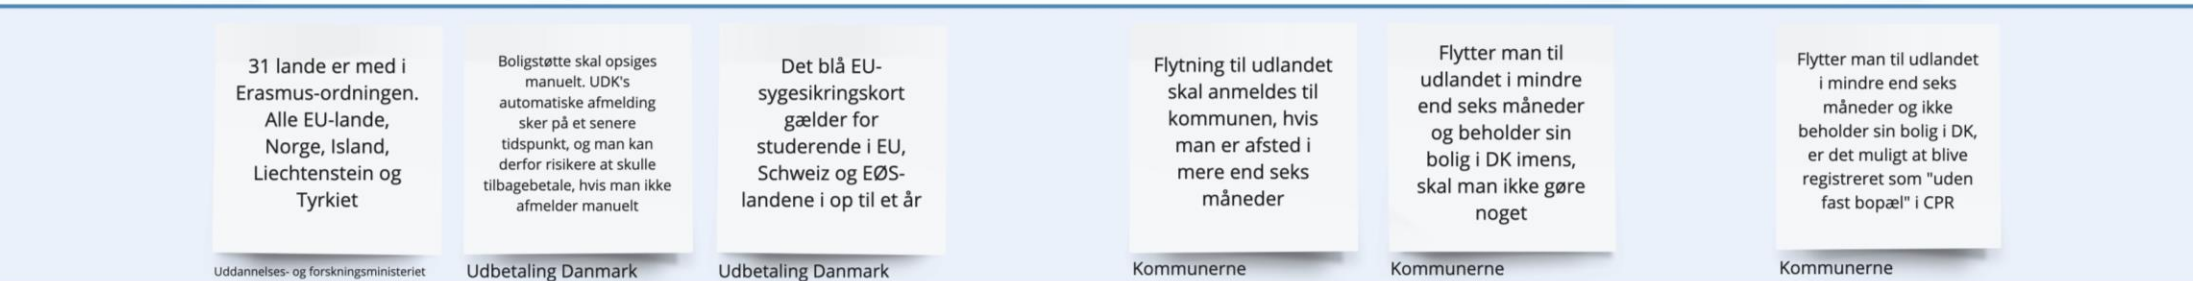 31 lande er med i
Erasmus-ordningen.
Alle EU-lande,
Norge, Island,
Liechtenstein og
Tyrkiet
Uddannelses- og forskningsministeriet
Boligstøtte skal opsiges
manuelt. UDK's
automatiske afmelding
sker på et senere
tidspunkt, og man kan
derfor risikere at skulle
tilbagebetale, hvis man ikke
afmelder manuelt
Udbetaling Danmark
Det blå EU-
sygesikringskort
gælder for
studerende i EU,
Schweiz og EØS-
landene i op til et år
Udbetaling Danmark
Flytning til udlandet
skal anmeldes til
kommunen, hvis
man er afsted i
mere end seks
måneder
Kommunerne
Flytter man til
udlandet i mindre
end seks måneder
og beholder sin
bolig i DK imens,
skal man ikke gøre
noget
Kommunerne
Flytter man til udlandet
i mindre end seks
måneder og ikke
beholder sin bolig i DK,
er det muligt at blive
registreret som "uden
fast bopæl" i CPR
Kommunerne